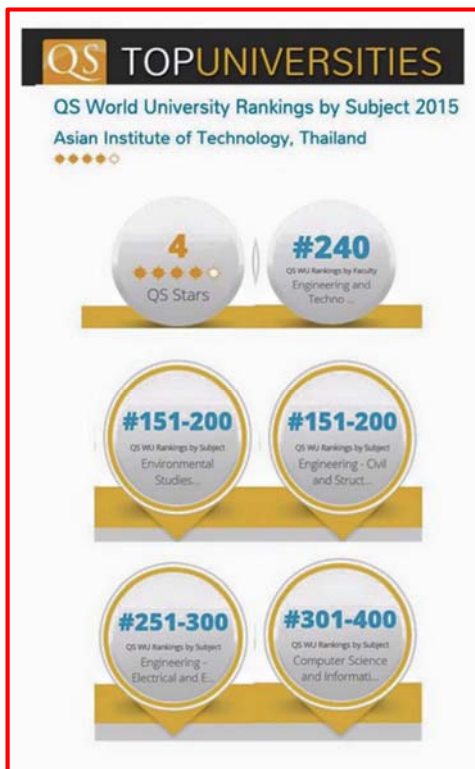 QS TOPUNIVERSITIES
QS World University Rankings by Subject 2015
Asian Institute of Technology, Thailand
4
QS Stars
#240
QS WU Rankings by Faculty
Engineering and
Techno ...
#151-200
QS WU Rankings by Subject
Environmental
Studies...
#151-200
QS WU Rankings by Subject
Engineering - Civil
and Struct...
#251-300
QS WU Rankings by Subject
Engineering -
Electrical and E...
#301-400
QS WU Rankings by Subject
Computer Science
and Informati...